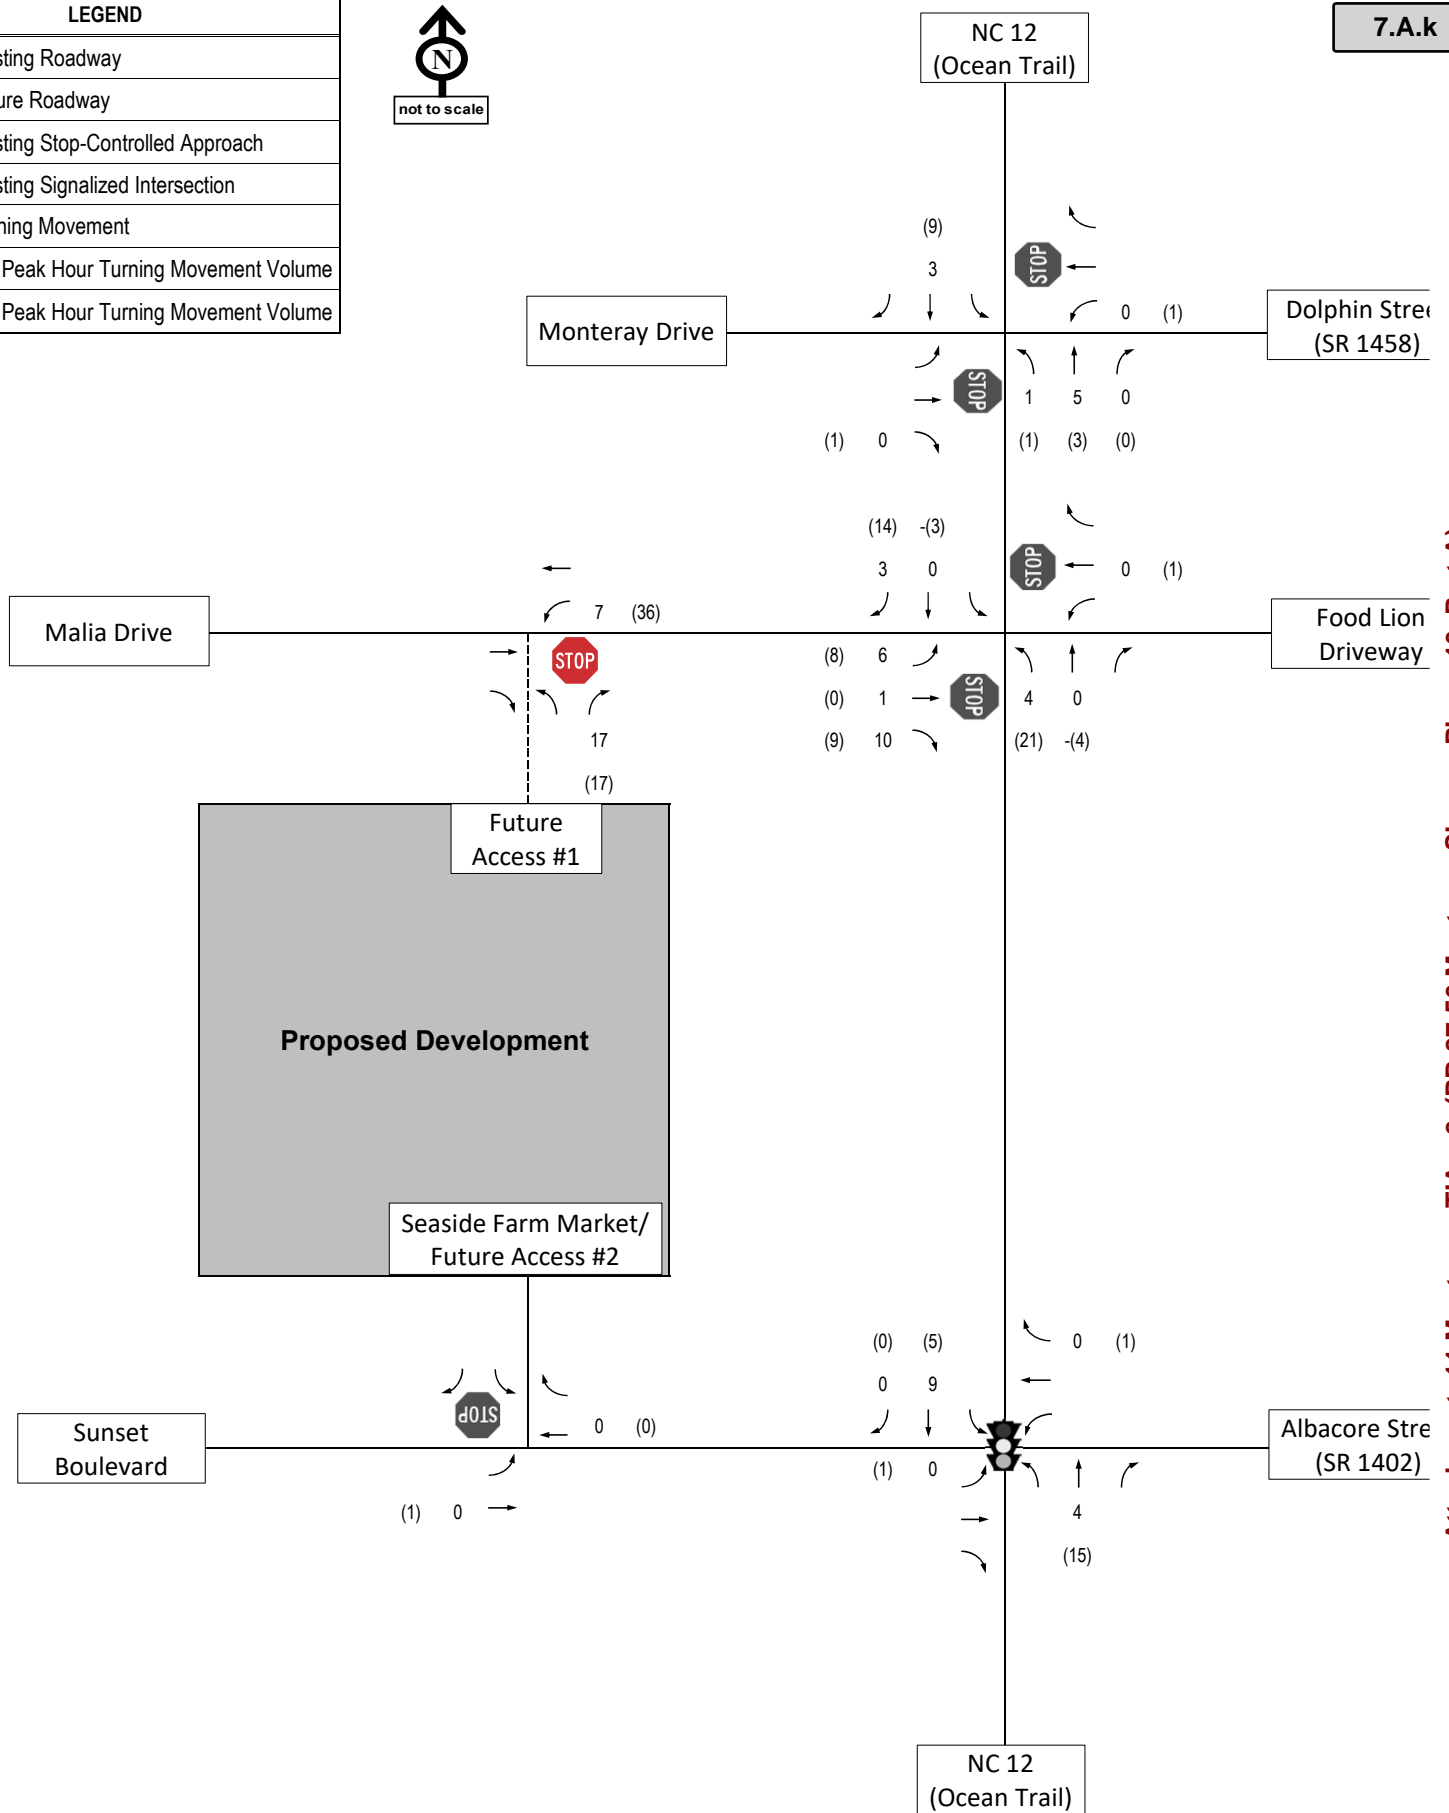 LEGEND
sting Roadway
ure Roadway
sting Stop-Controlled Approach
sting Signalized Intersection
ning Movement
Peak Hour Turning Movement Volume
Peak Hour Turning Movement Volume
N
not to scale
NC 12
(Ocean Trail)
7.A.k
(9)
3
STOP
Monteray Drive
0 (1)
Dolphin Stree
(SR 1458)
STOP
1 5 0
(1) 0
(1) (3) (0)
(14) -(3)
3 0
STOP
0 (1)
Malia Drive
7 (36)
Food Lion
Driveway
STOP
(8) 6
(0) 1
STOP
4 0
(9) 10
(21) -(4)
17
(17)
Future
Access #1
Proposed Development
Seaside Farm Market/
Future Access #2
(0) (5)
0 (1)
0 9
STOP
0 (0)
Sunset
Boulevard
Albacore Stre
(SR 1402)
(1) 0
(1) 0
4
(15)
NC 12
(Ocean Trail)